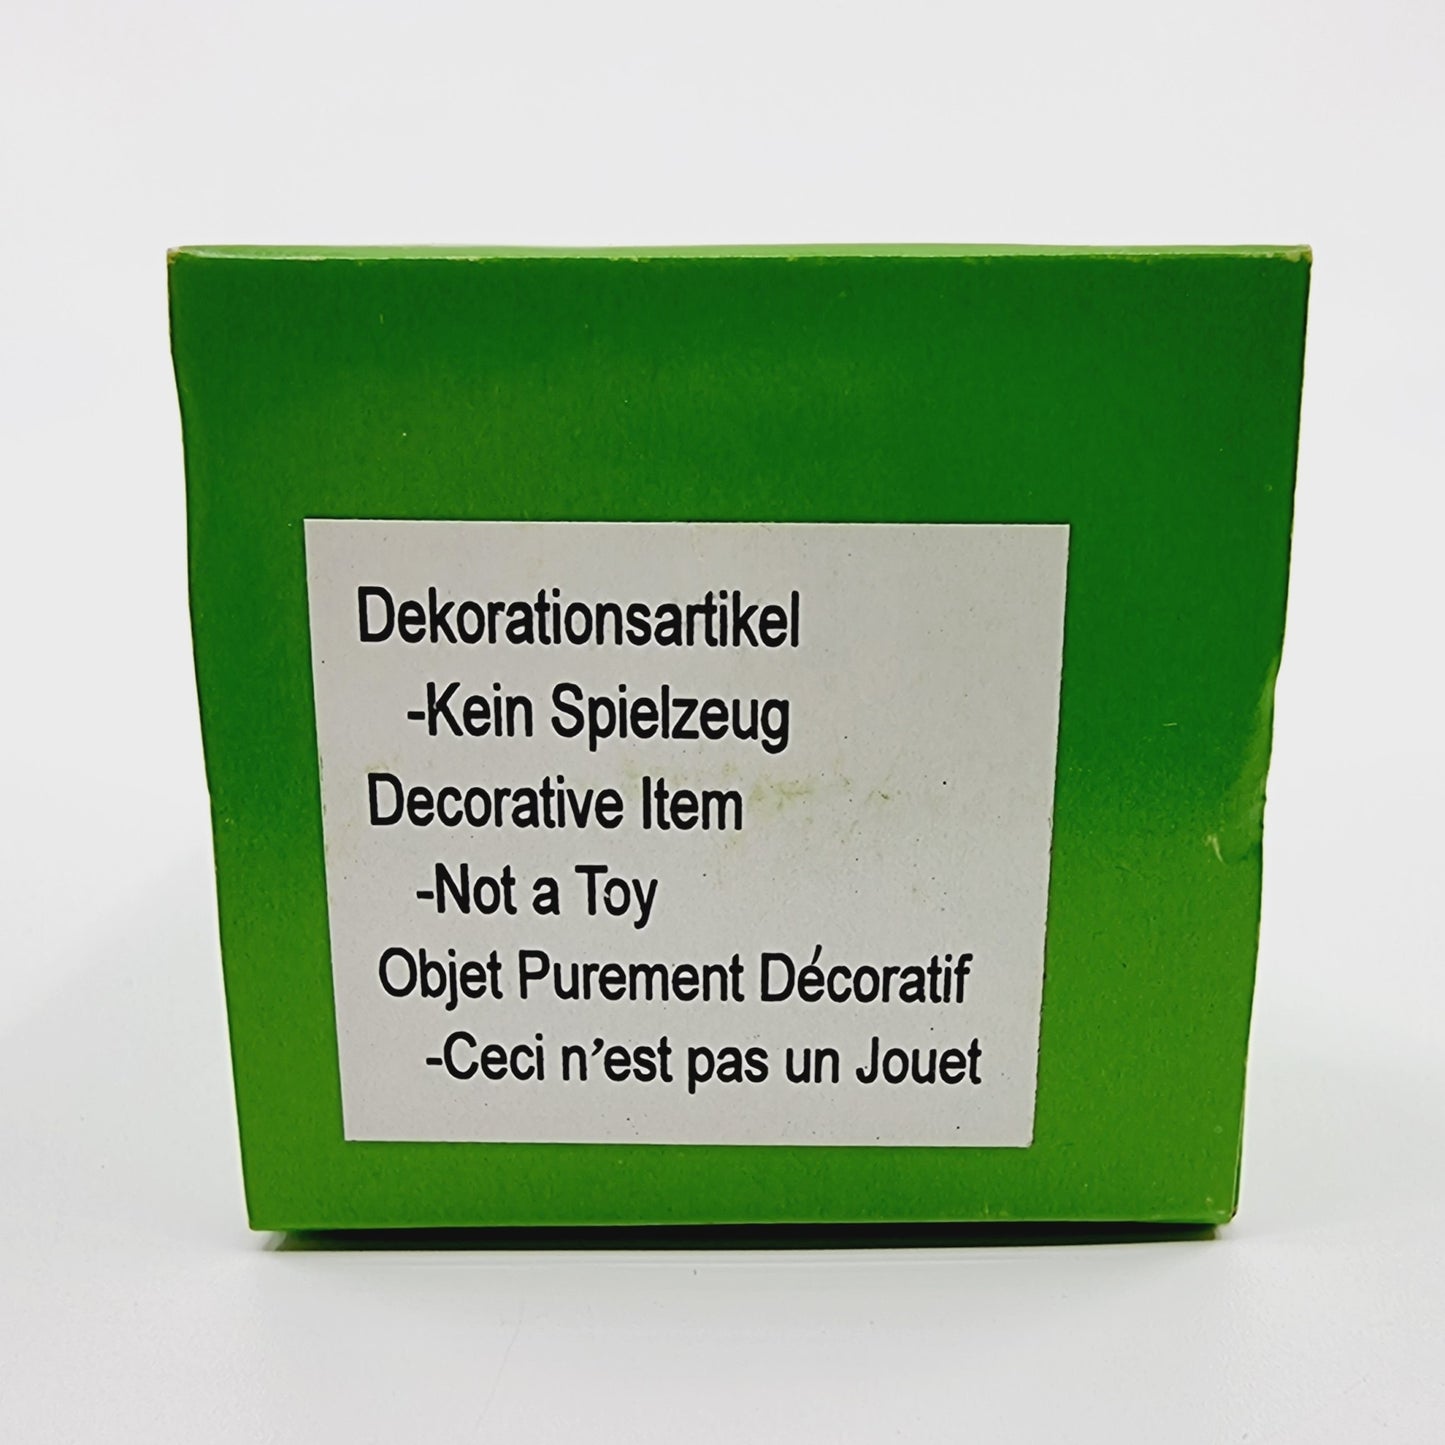 Dekorationsartikel
-Kein Spielzeug
Decorative Item
-Not a Toy
Objet Purement Décoratif
-Ceci n’est pas un Jouet